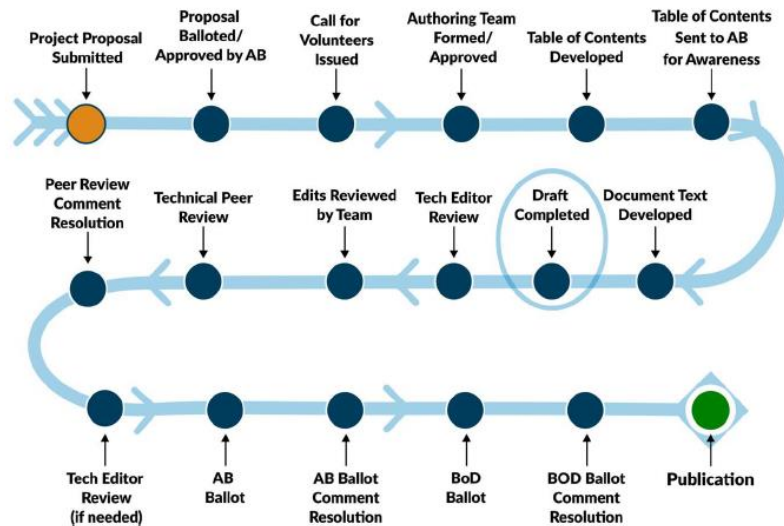 Project Proposal
Submitted
Proposal
Balloted/
Approved by AB
Call for
Volunteers
Issued
Authoring Team
Formed/
Approved
Table of Contents
Developed
Table of Contents
Sent to AB
for Awareness
Peer Review
Comment
Resolution
Technical Peer
Review
Edits Reviewed
by Team
Tech Editor
Review
Draft
Completed
Document Text
Developed
Tech Editor
Review
(if needed)
AB
Ballot
AB Ballot
Comment
Resolution
BoD
Ballot
BOD Ballot
Comment
Resolution
Publication